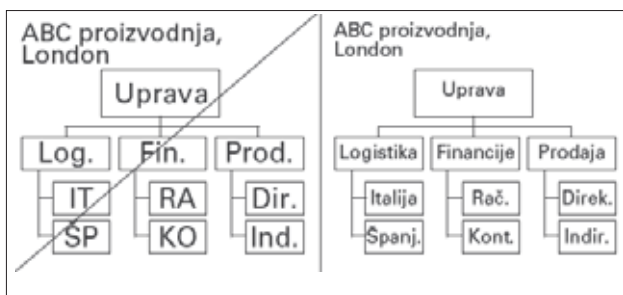 ABC proizvodnja,
London
Uprava
Log. Fin. Prod.
IT RA Dir.
ŠP KO Ind.
ABC proizvodnja,
London
Uprava
Logistika Financije Prodaja
Italija Rač. Direk.
Španj. Kont. Indir.